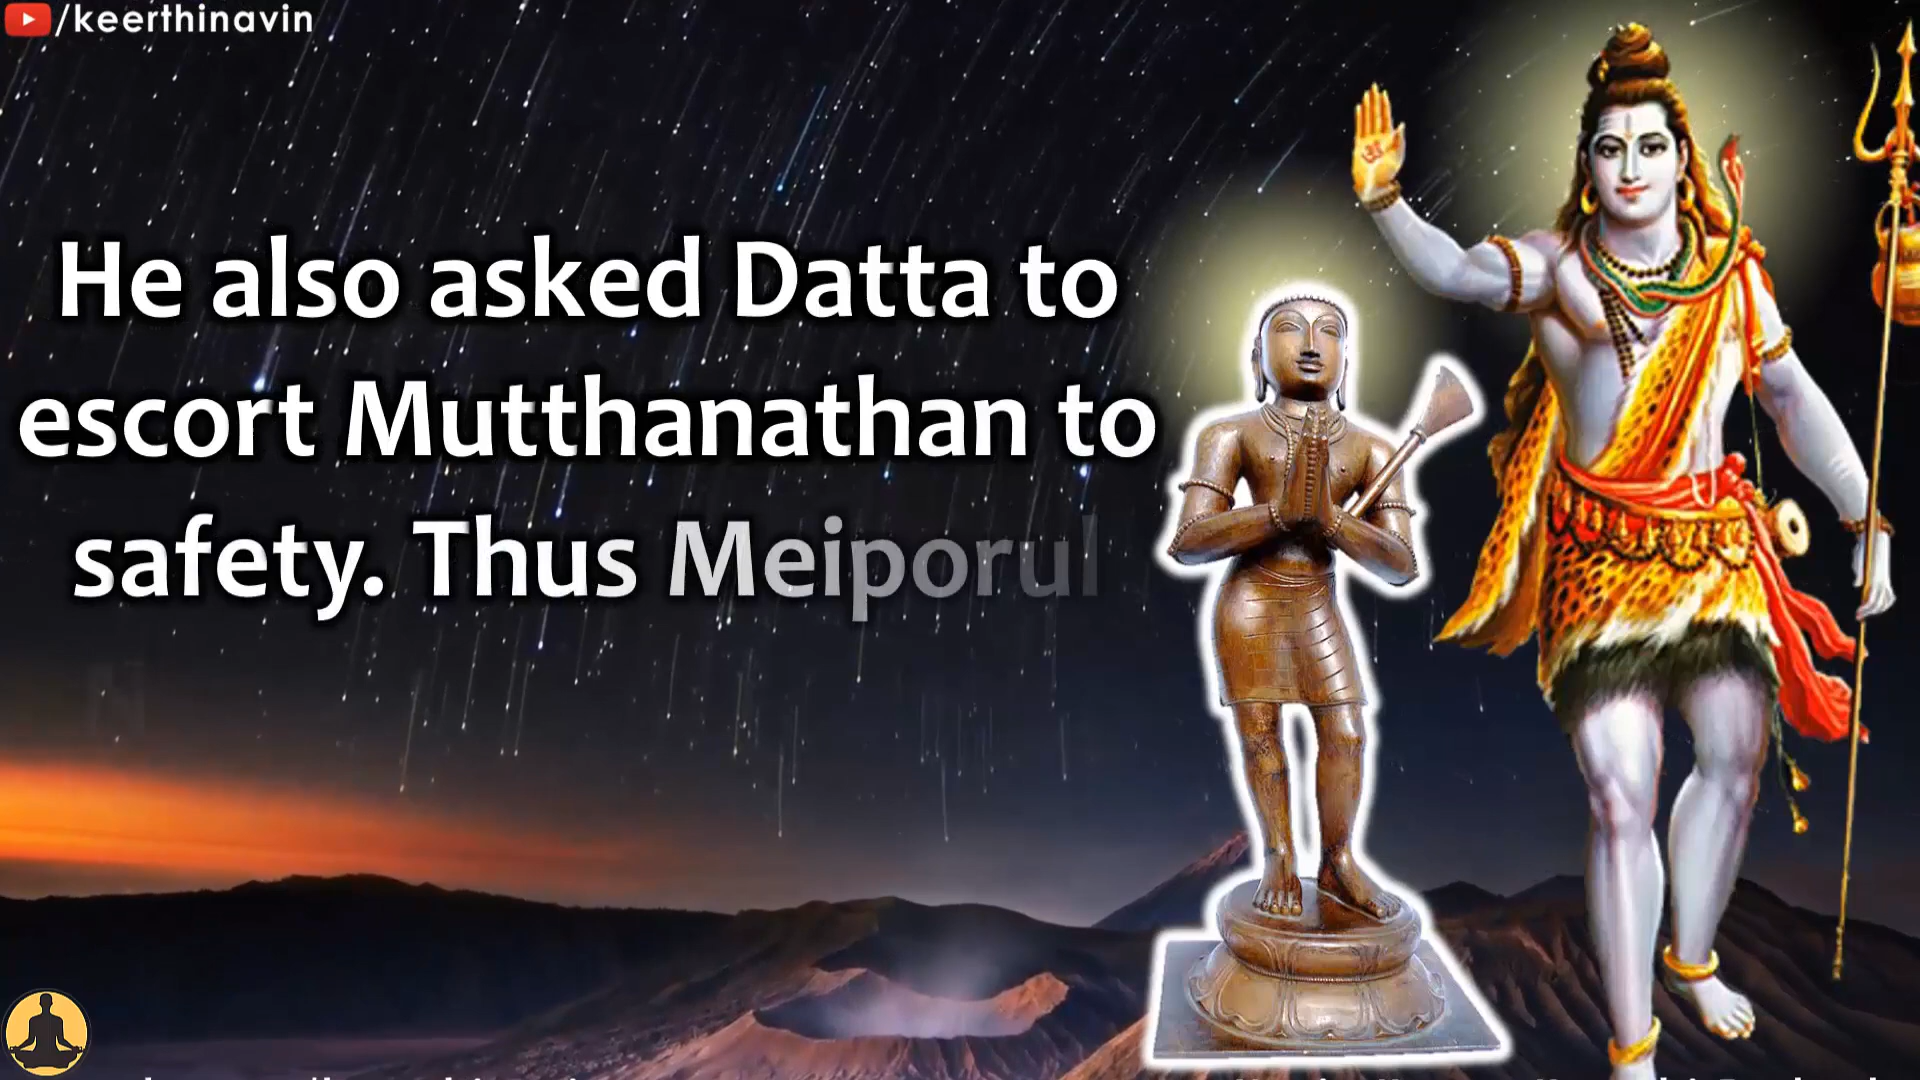 /keerthinavin
He also asked Datta to
escort Mutthanathan to
safety. Thus Meiporul